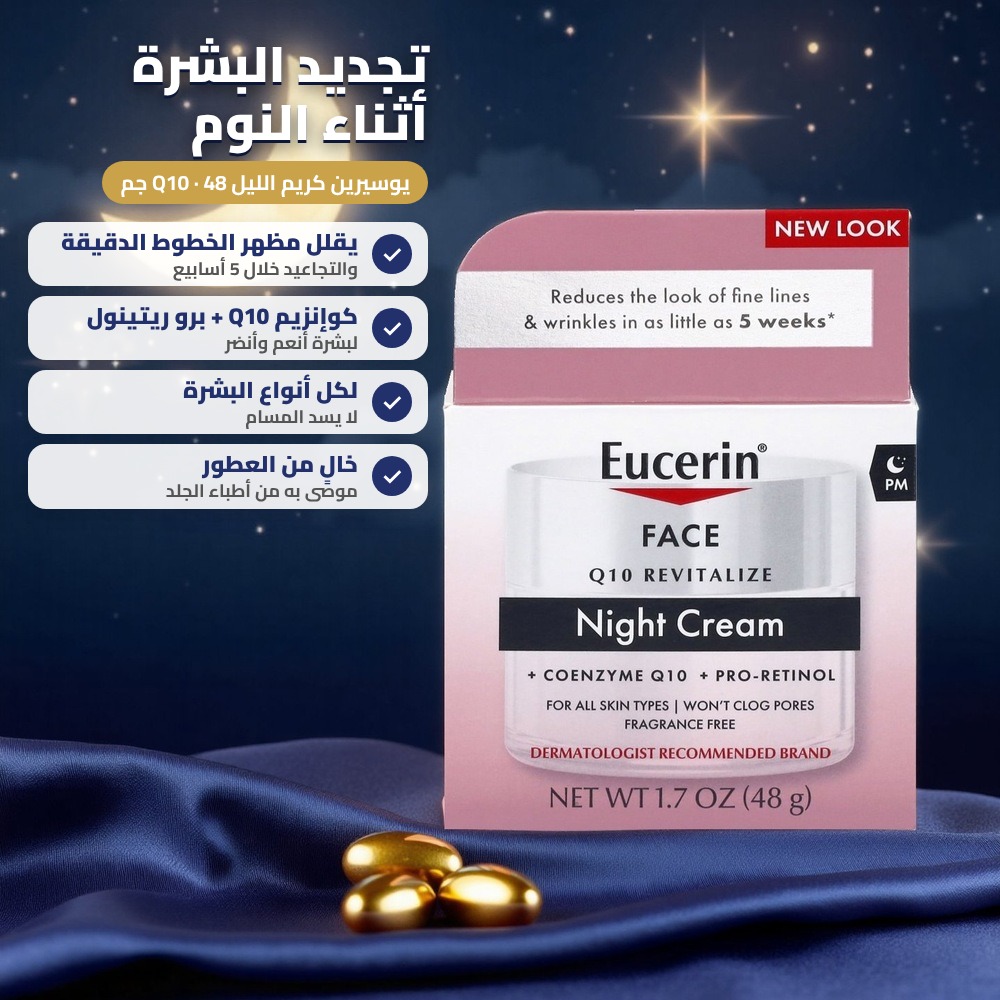 تجديد البشرة
أثناء النوم
يوسيرين كريم الليل Q10 · 48 جم
يقلل مظهر الخطوط الدقيقة
والتجاعيد خلال 5 أسابيع
كوإنزيم Q10 + برو ريتينول
لبشرة أنعم وأنضر
لكل أنواع البشرة
لا يسد المسام
خالٍ من العطور
موصًى به من أطباء الجلد
NEW LOOK
Reduces the look of fine lines
& wrinkles in as little as 5 weeks*
Eucerin®
PM
FACE
Q10 REVITALIZE
Night Cream
+ COENZYME Q10 + PRO-RETINOL
FOR ALL SKIN TYPES | WON'T CLOG PORES
FRAGRANCE FREE
DERMATOLOGIST RECOMMENDED BRAND
NET WT 1.7 OZ (48 g)